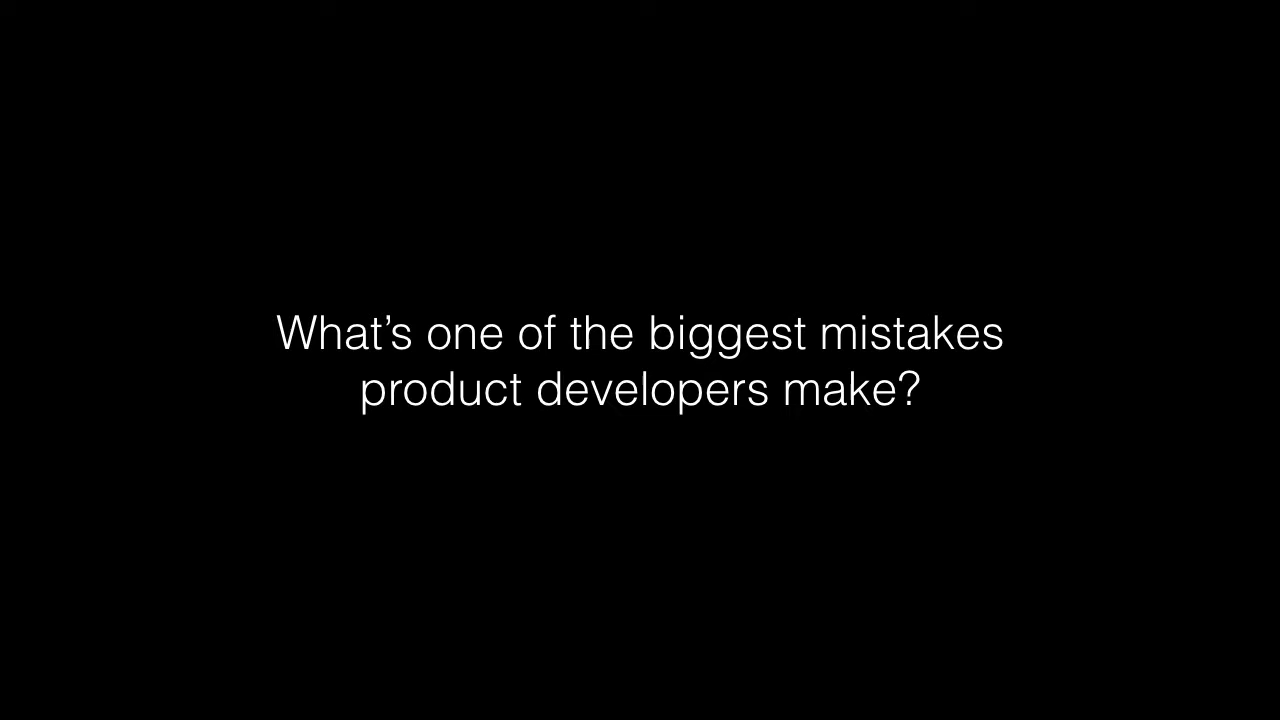 What’s one of the biggest mistakes
product developers make?